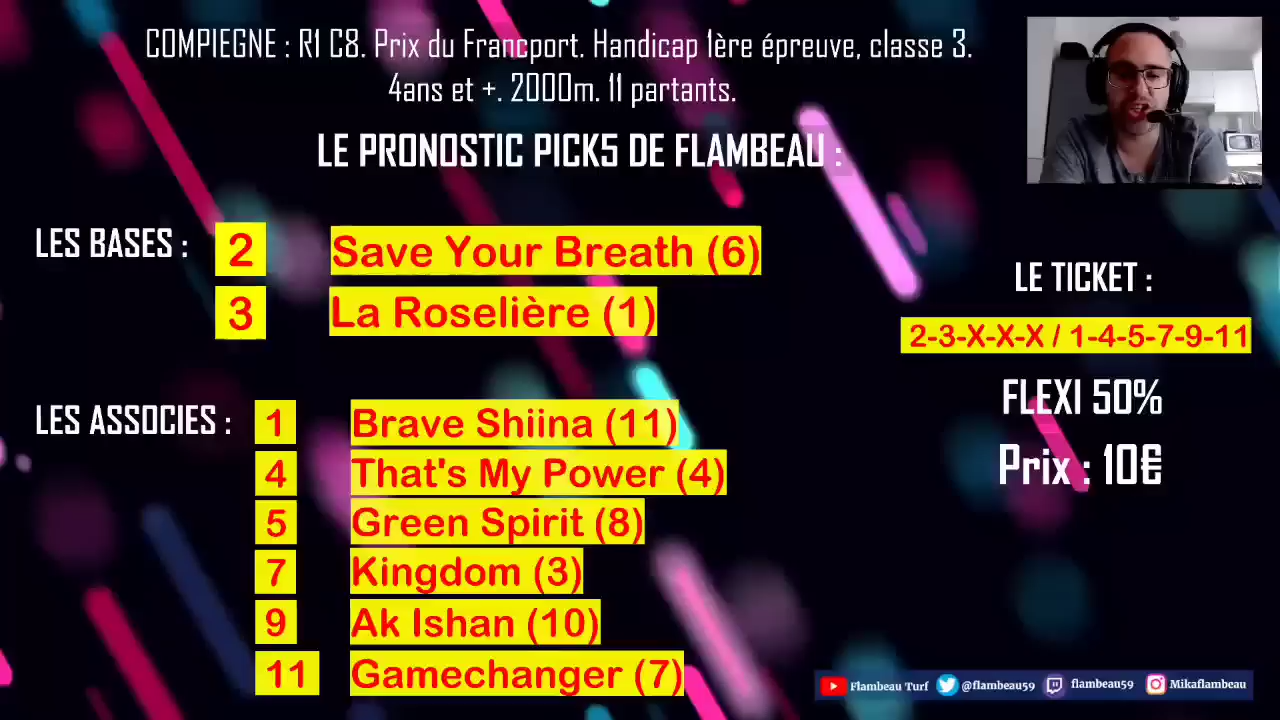 COMPIEGNE : R1 C8. Prix du Francport. Handicap 1ère épreuve, classe 3.
4ans et +. 2000m. 11 partants.
LE PRONOSTIC PICK5 DE FLAMBEAU :
LES BASES :
2 Save Your Breath (6)
3 La Roselière (1)
LE TICKET :
2-3-X-X-X / 1-4-5-7-9-11
FLEXI 50%
Prix : 10€
LES ASSOCIES :
1 Brave Shiina (11)
4 That's My Power (4)
5 Green Spirit (8)
7 Kingdom (3)
9 Ak Ishan (10)
11 Gamechanger (7)
Flambeau Turf @flambeau59 flambeau59 Mikaflambeau